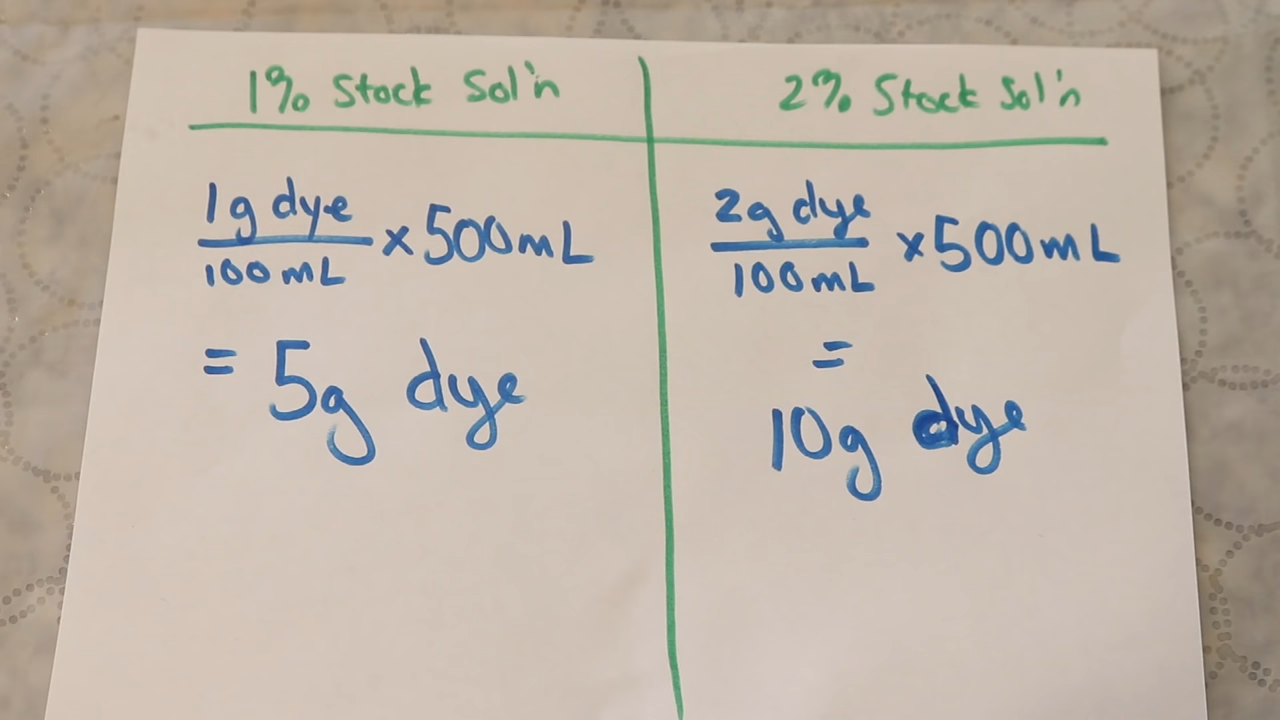 1% Stock Sol'n
1g dye
100mL
x 500mL
= 5g dye
2% Stock Sol'n
2g dye
100mL
x 500mL
=
10g dye